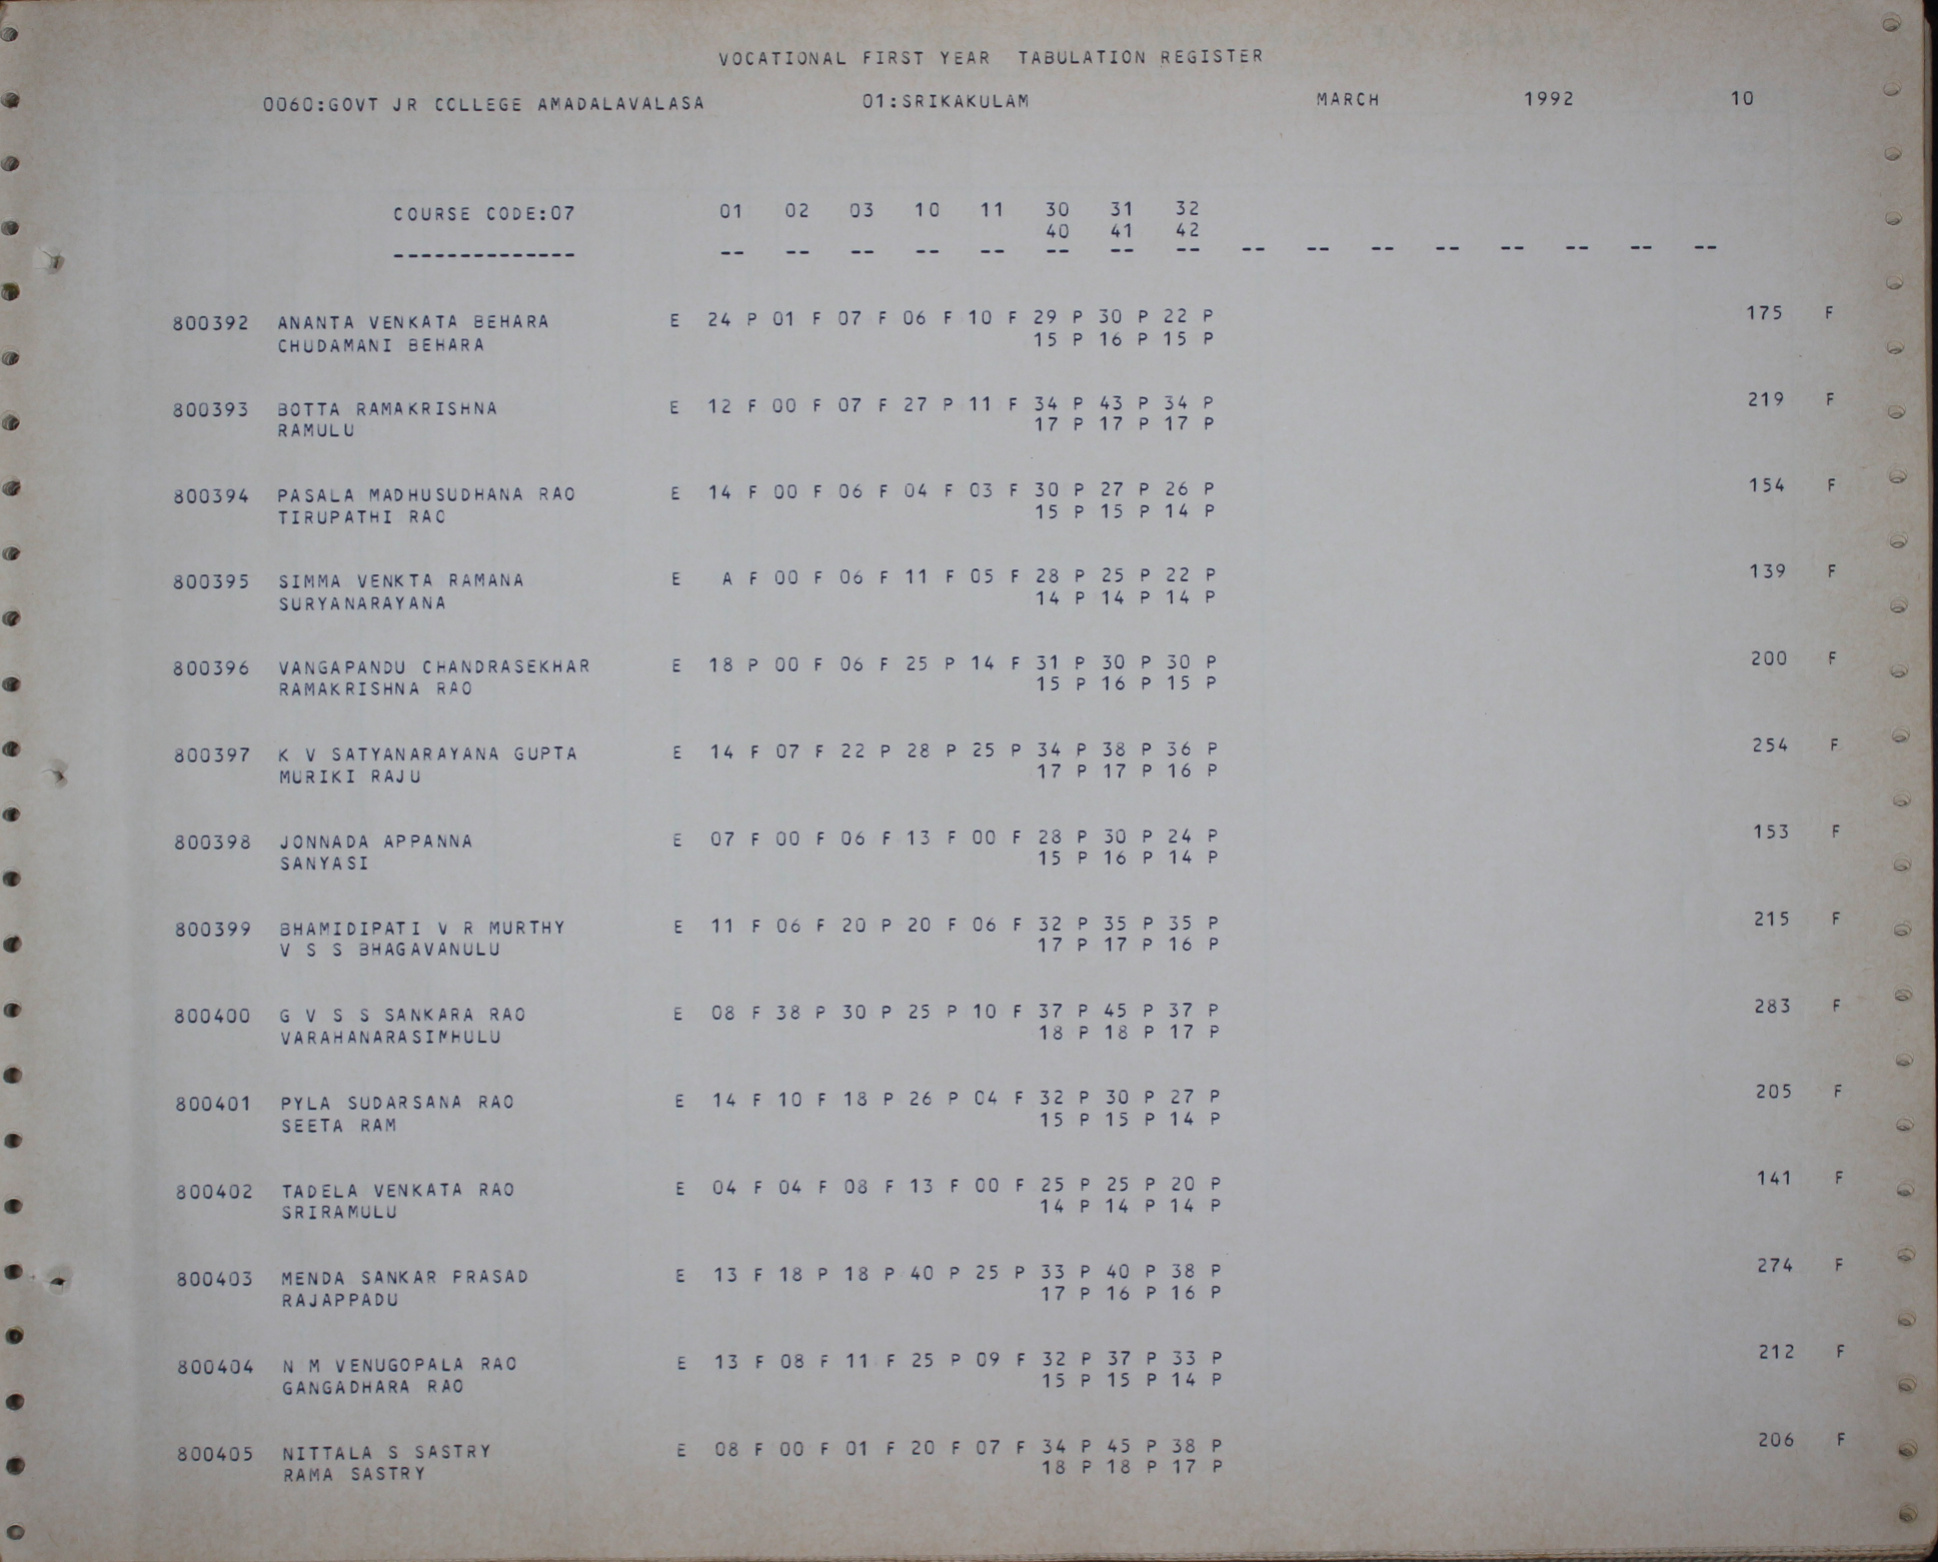 VOCATIONAL FIRST YEAR TABULATION REGISTER
0060:GOVT JR COLLEGE AMADALAVALASA 01:SRIKAKULAM MARCH 1992 10
COURSE CODE:07 01 02 03 10 11 30 31 32
40 41 42
-------------- -- -- -- -- -- -- -- -- -- -- -- -- -- -- -- --
800392 ANANTA VENKATA BEHARA E 24 P 01 F 07 F 06 F 10 F 29 P 30 P 22 P 175 F
CHUDAMANI BEHARA 15 P 16 P 15 P
800393 BOTTA RAMAKRISHNA E 12 F 00 F 07 F 27 P 11 F 34 P 43 P 34 P 219 F
RAMULU 17 P 17 P 17 P
800394 PASALA MADHUSUDHANA RAO E 14 F 00 F 06 F 04 F 03 F 30 P 27 P 26 P 154 F
TIRUPATHI RAO 15 P 15 P 14 P
800395 SIMMA VENKTA RAMANA E A F 00 F 06 F 11 F 05 F 28 P 25 P 22 P 139 F
SURYANARAYANA 14 P 14 P 14 P
800396 VANGAPANDU CHANDRASEKHAR E 18 P 00 F 06 F 25 P 14 F 31 P 30 P 30 P 200 F
RAMAKRISHNA RAO 15 P 16 P 15 P
800397 K V SATYANARAYANA GUPTA E 14 F 07 F 22 P 28 P 25 P 34 P 38 P 36 P 254 F
MURIKI RAJU 17 P 17 P 16 P
800398 JONNADA APPANNA E 07 F 00 F 06 F 13 F 00 F 28 P 30 P 24 P 153 F
SANYASI 15 P 16 P 14 P
800399 BHAMIDIPATI V R MURTHY E 11 F 06 F 20 P 20 F 06 F 32 P 35 P 35 P 215 F
V S S BHAGAVANULU 17 P 17 P 16 P
800400 G V S S SANKARA RAO E 08 F 38 P 30 P 25 P 10 F 37 P 45 P 37 P 283 F
VARAHANARASIMHULU 18 P 18 P 17 P
800401 PYLA SUDARSANA RAO E 14 F 10 F 18 P 26 P 04 F 32 P 30 P 27 P 205 F
SEETA RAM 15 P 15 P 14 P
800402 TADELA VENKATA RAO E 04 F 04 F 08 F 13 F 00 F 25 P 25 P 20 P 141 F
SRIRAMULU 14 P 14 P 14 P
800403 MENDA SANKAR PRASAD E 13 F 18 P 18 P 40 P 25 P 33 P 40 P 38 P 274 F
RAJAPPADU 17 P 16 P 16 P
800404 N M VENUGOPALA RAO E 13 F 08 F 11 F 25 P 09 F 32 P 37 P 33 P 212 F
GANGADHARA RAO 15 P 15 P 14 P
800405 NITTALA S SASTRY E 08 F 00 F 01 F 20 F 07 F 34 P 45 P 38 P 206 F
RAMA SASTRY 18 P 18 P 17 P